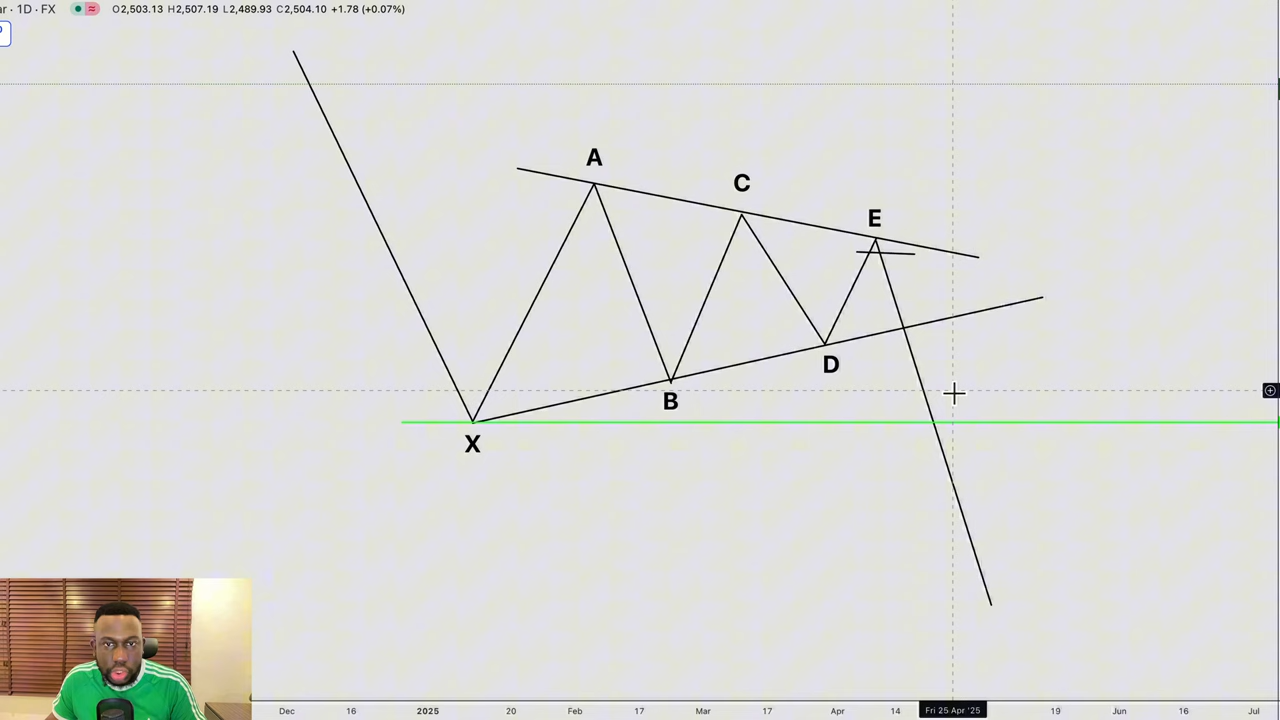 ar · 1D · FX O2,503.13 H2,507.19 L2,489.93 C2,504.10 +1.78 (+0.07%)
A
C
E
D
B
X
Dec 16 2025 20 Feb 17 Mar 17 Apr 14 Fri 25 Apr '25 19 Jun 16 Jul